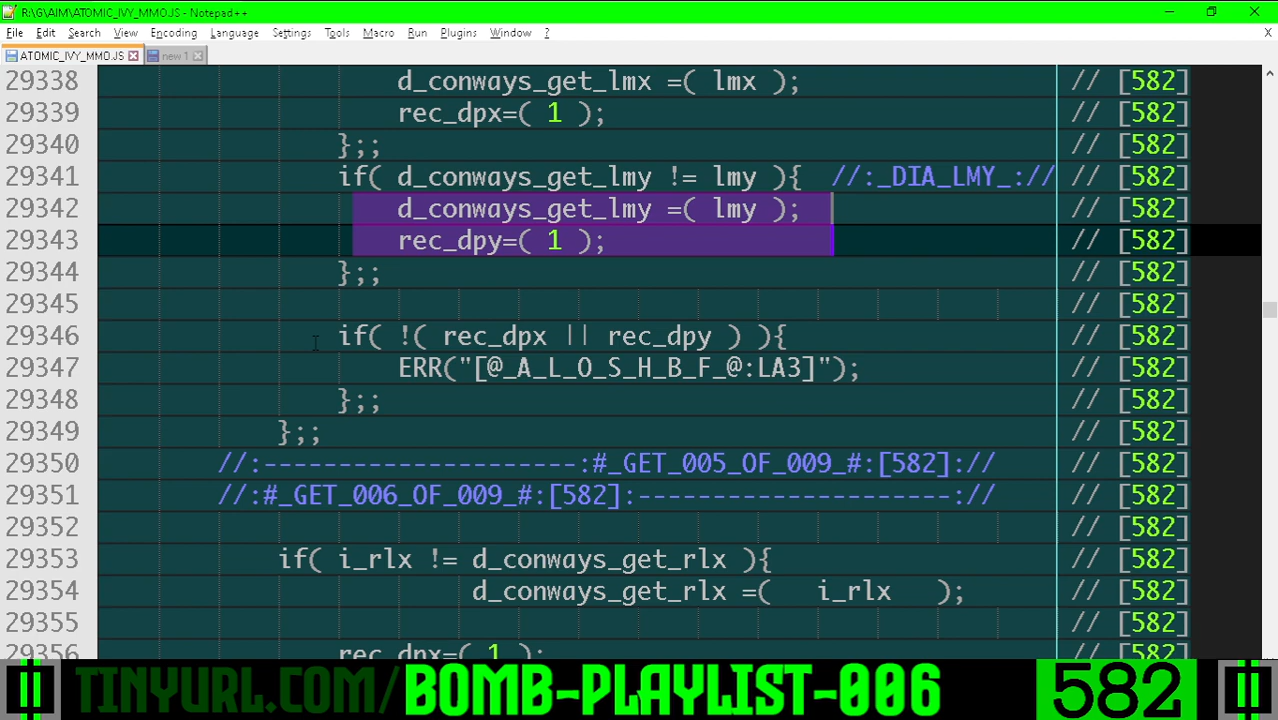 R:\G\AIM\ATOMIC_IVY_MMO.JS - Notepad++
File Edit Search View Encoding Language Settings Tools Macro Run Plugins Window ? X
ATOMIC_IVY_MMO.JS new 1
29338 d_conways_get_lmx =( lmx ); // [582]
29339 rec_dpx=( 1 ); // [582]
29340 };; // [582]
29341 if( d_conways_get_lmy != lmy ){ //:_DIA_LMY_:// // [582]
29342 d_conways_get_lmy =( lmy ); // [582]
29343 rec_dpy=( 1 ); // [582]
29344 };; // [582]
29345 // [582]
29346 if( !( rec_dpx || rec_dpy ) ){ // [582]
29347 ERR("[@_A_L_O_S_H_B_F_@:LA3]"); // [582]
29348 };; // [582]
29349 };; // [582]
29350 //:---------------------:#_GET_005_OF_009_#:[582]:// // [582]
29351 //:#_GET_006_OF_009_#:[582]:---------------------:// // [582]
29352 // [582]
29353 if( i_rlx != d_conways_get_rlx ){ // [582]
29354 d_conways_get_rlx =( i_rlx ); // [582]
29355 // [582]
29356 rec_dpx=( 1 ); // [582]
TINYURL.COM/BOMB-PLAYLIST-006 582